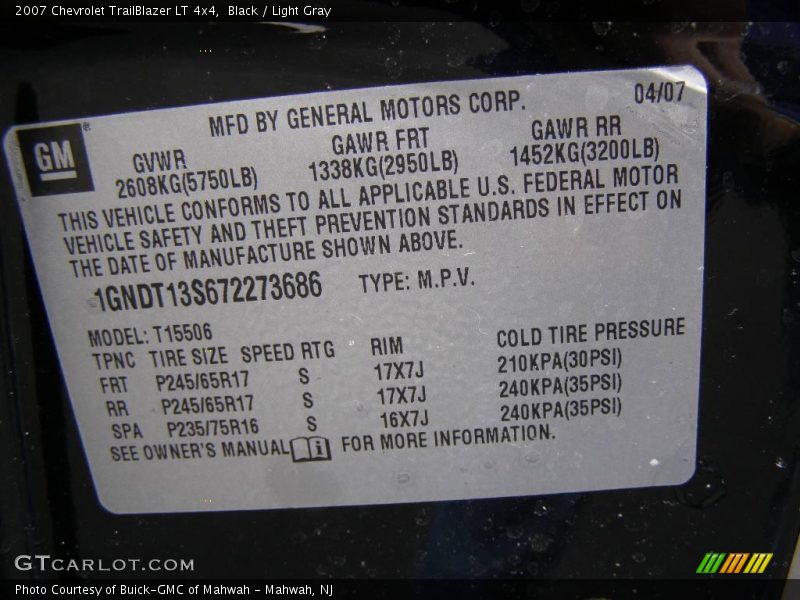 2007 Chevrolet TrailBlazer LT 4x4, Black / Light Gray
MFD BY GENERAL MOTORS CORP. 04/07
GM
GVWR GAWR FRT GAWR RR
2608KG(5750LB) 1338KG(2950LB) 1452KG(3200LB)
THIS VEHICLE CONFORMS TO ALL APPLICABLE U.S. FEDERAL MOTOR
VEHICLE SAFETY AND THEFT PREVENTION STANDARDS IN EFFECT ON
THE DATE OF MANUFACTURE SHOWN ABOVE.
1GNDT13S672273686 TYPE: M.P.V.
MODEL: T15506
TPNC TIRE SIZE SPEED RTG RIM COLD TIRE PRESSURE
FRT P245/65R17 S 17X7J 210KPA(30PSI)
RR P245/65R17 S 17X7J 240KPA(35PSI)
SPA P235/75R16 S 16X7J 240KPA(35PSI)
SEE OWNER'S MANUAL FOR MORE INFORMATION.
GTCARLOT.COM
Photo Courtesy of Buick-GMC of Mahwah - Mahwah, NJ